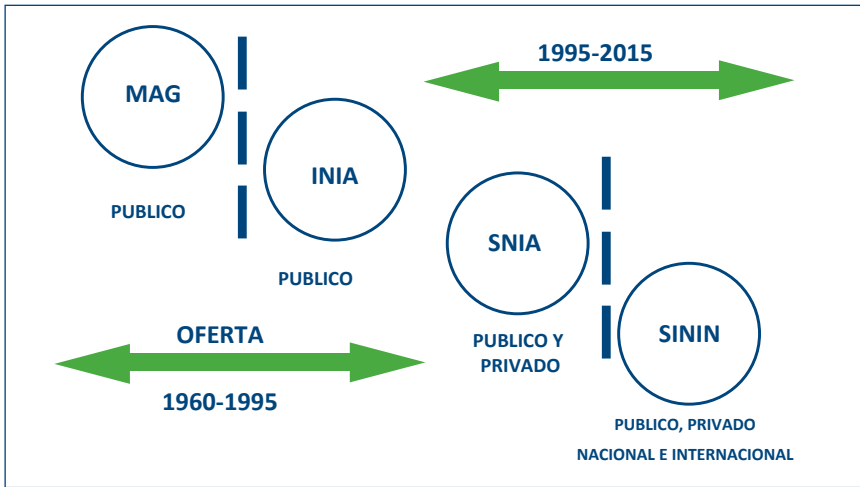 MAG
PUBLICO
INIA
PUBLICO
OFERTA
1960-1995
1995-2015
SNIA
PUBLICO Y
PRIVADO
SININ
PUBLICO, PRIVADO
NACIONAL E INTERNACIONAL